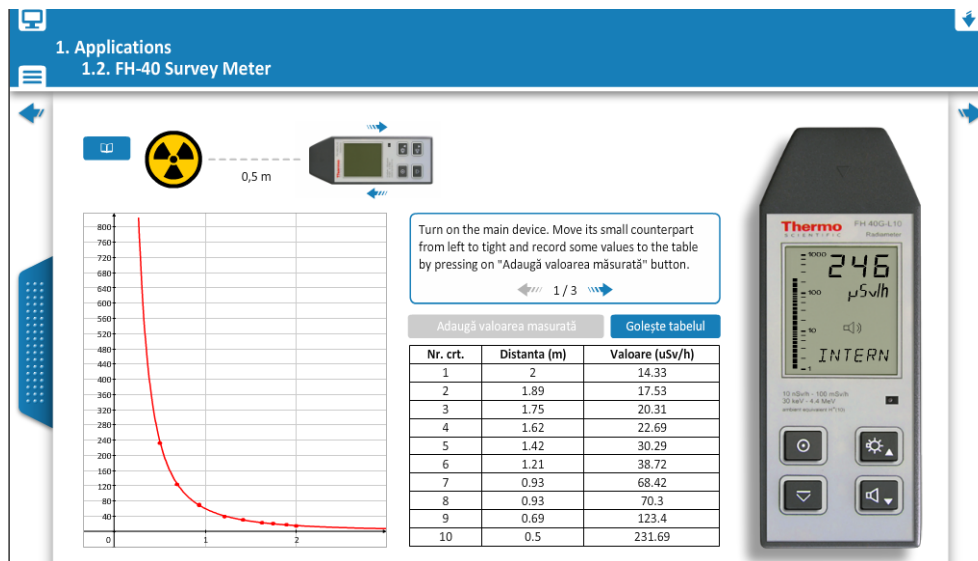 1. Applications
1.2. FH-40 Survey Meter
0,5 m
Turn on the main device. Move its small counterpart
from left to tight and record some values to the table
by pressing on "Adaugă valoarea măsurată" button.
1 / 3
Adaugă valoarea masurată
Golește tabelul
Nr. crt. Distanta (m) Valoare (uSv/h)
1 2 14.33
2 1.89 17.53
3 1.75 20.31
4 1.62 22.69
5 1.42 30.29
6 1.21 38.72
7 0.93 68.42
8 0.93 70.3
9 0.69 123.4
10 0.5 231.69
800
760
720
680
640
600
560
520
480
440
400
360
320
280
240
200
160
120
80
40
0 1 2
Thermo
SCIENTIFIC
FH 40G-L10
Radiameter
1000
246
100
µSv/h
10
INTERN
1
10 nSv/h - 100 mSv/h
30 keV - 4.4 MeV
ambient equivalent H*(10)